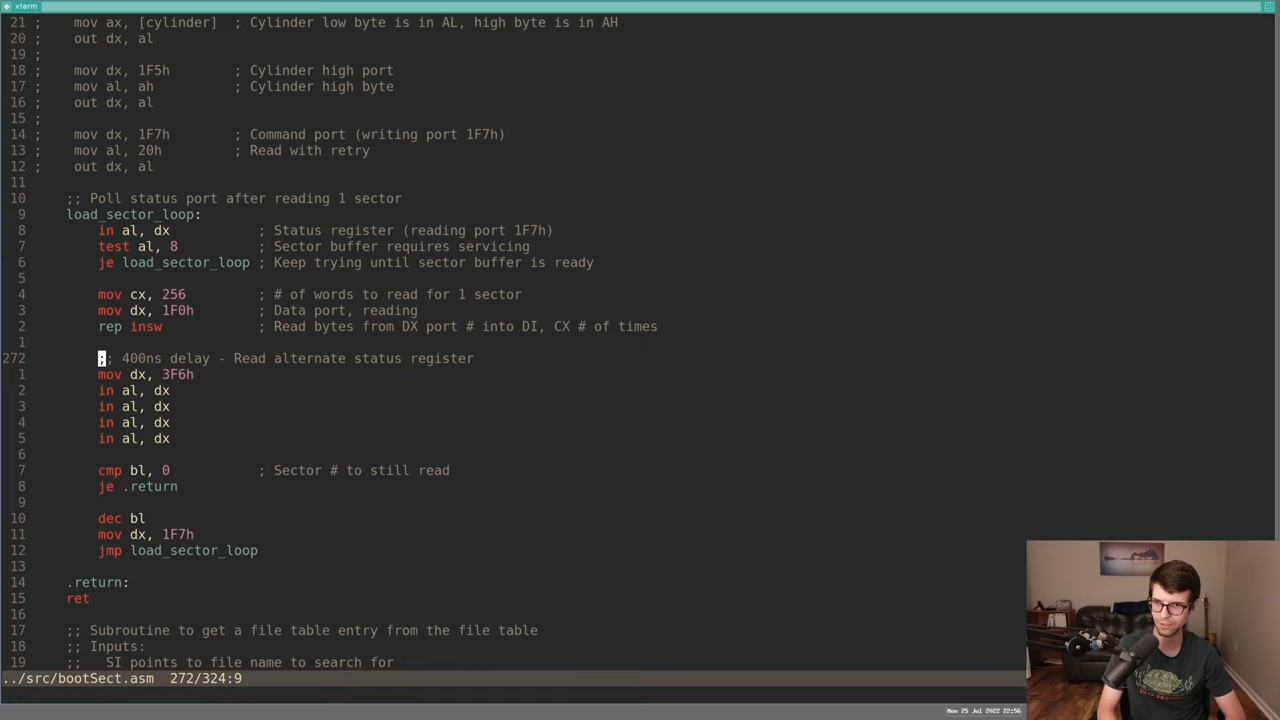 xterm
21 ;    mov ax, [cylinder]  ; Cylinder low byte is in AL, high byte is in AH
20 ;    out dx, al
19 ;
18 ;    mov dx, 1F5h        ; Cylinder high port
17 ;    mov al, ah          ; Cylinder high byte
16 ;    out dx, al
15 ;
14 ;    mov dx, 1F7h        ; Command port (writing port 1F7h)
13 ;    mov al, 20h         ; Read with retry
12 ;    out dx, al
11
10     ;; Poll status port after reading 1 sector
9     load_sector_loop:
8         in al, dx           ; Status register (reading port 1F7h)
7         test al, 8          ; Sector buffer requires servicing
6         je load_sector_loop ; Keep trying until sector buffer is ready
5
4         mov cx, 256         ; # of words to read for 1 sector
3         mov dx, 1F0h        ; Data port, reading
2         rep insw            ; Read bytes from DX port # into DI, CX # of times
1
272         ;; 400ns delay - Read alternate status register
1         mov dx, 3F6h
2         in al, dx
3         in al, dx
4         in al, dx
5         in al, dx
6
7         cmp bl, 0           ; Sector # to still read
8         je .return
9
10         dec bl
11         mov dx, 1F7h
12         jmp load_sector_loop
13
14     .return:
15     ret
16
17     ;; Subroutine to get a file table entry from the file table
18     ;; Inputs:
19     ;;   SI points to file name to search for
../src/bootSect.asm  272/324:9
Mon 25 Jul 2022 22:56